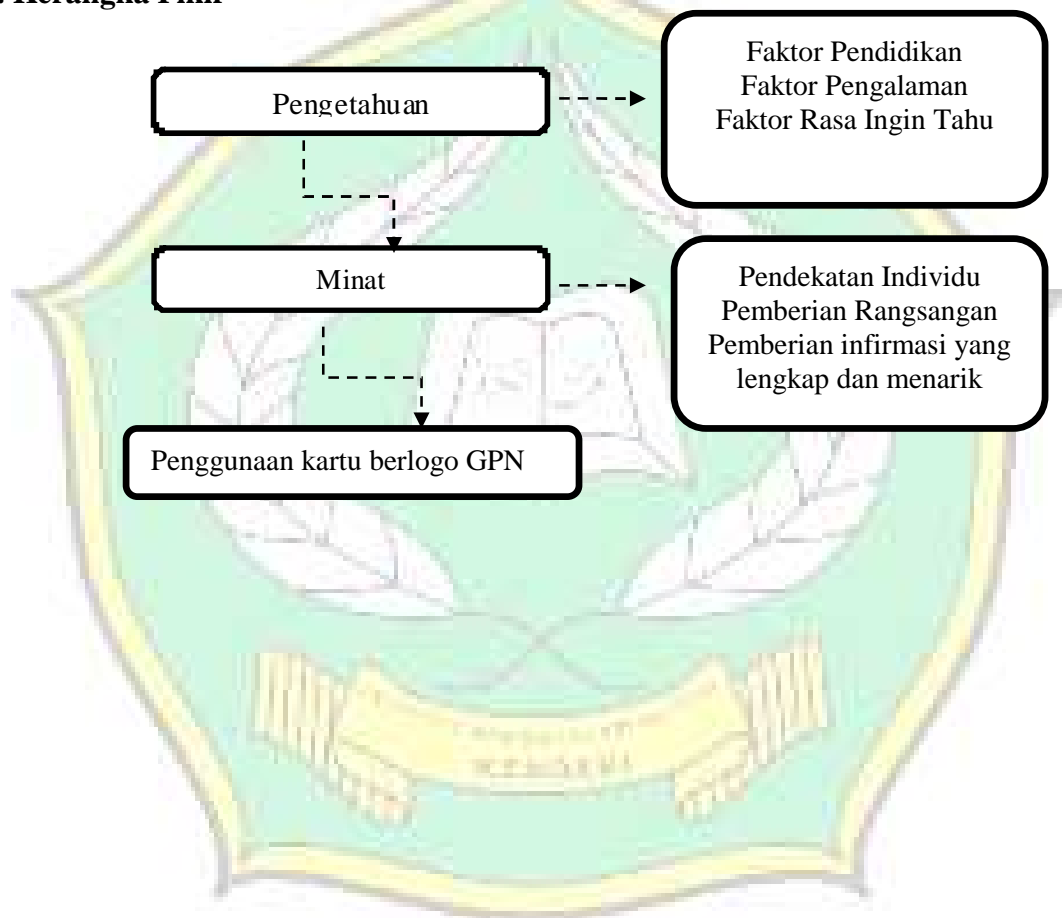 Kerangka Pikir
Pengetahuan
Faktor Pendidikan
Faktor Pengalaman
Faktor Rasa Ingin Tahu
Minat
Pendekatan Individu
Pemberian Rangsangan
Pemberian infirmasi yang
lengkap dan menarik
Penggunaan kartu berlogo GPN